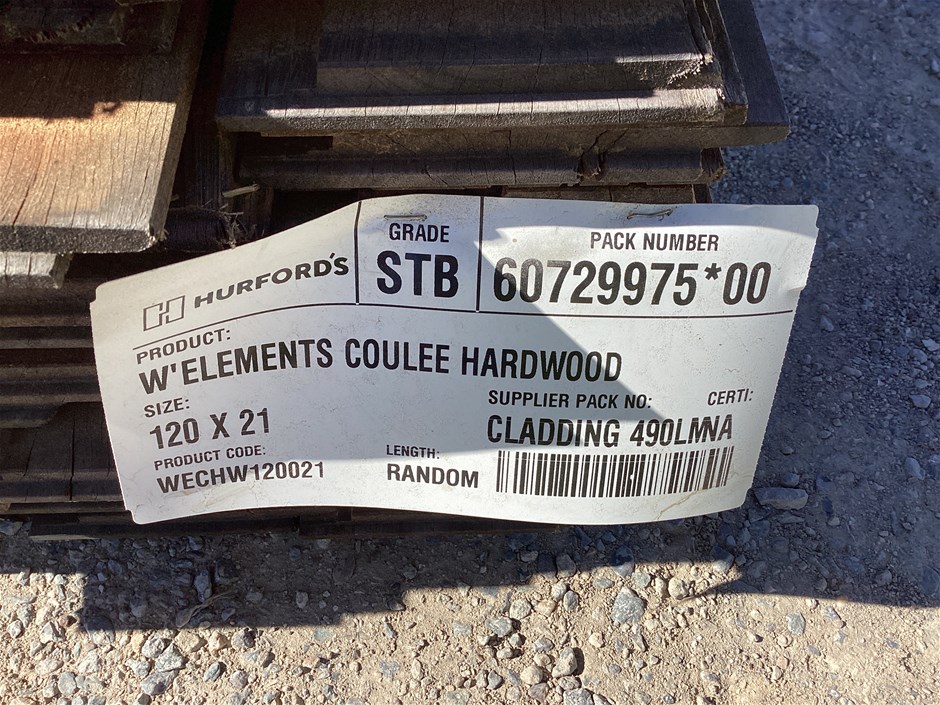 HURFORD'S
GRADE
STB
PACK NUMBER
60729975*00
PRODUCT:
W'ELEMENTS COULEE HARDWOOD
SIZE:
120 X 21
SUPPLIER PACK NO: CERTI:
CLADDING 490LMNA
PRODUCT CODE:
WECHW120021
LENGTH:
RANDOM